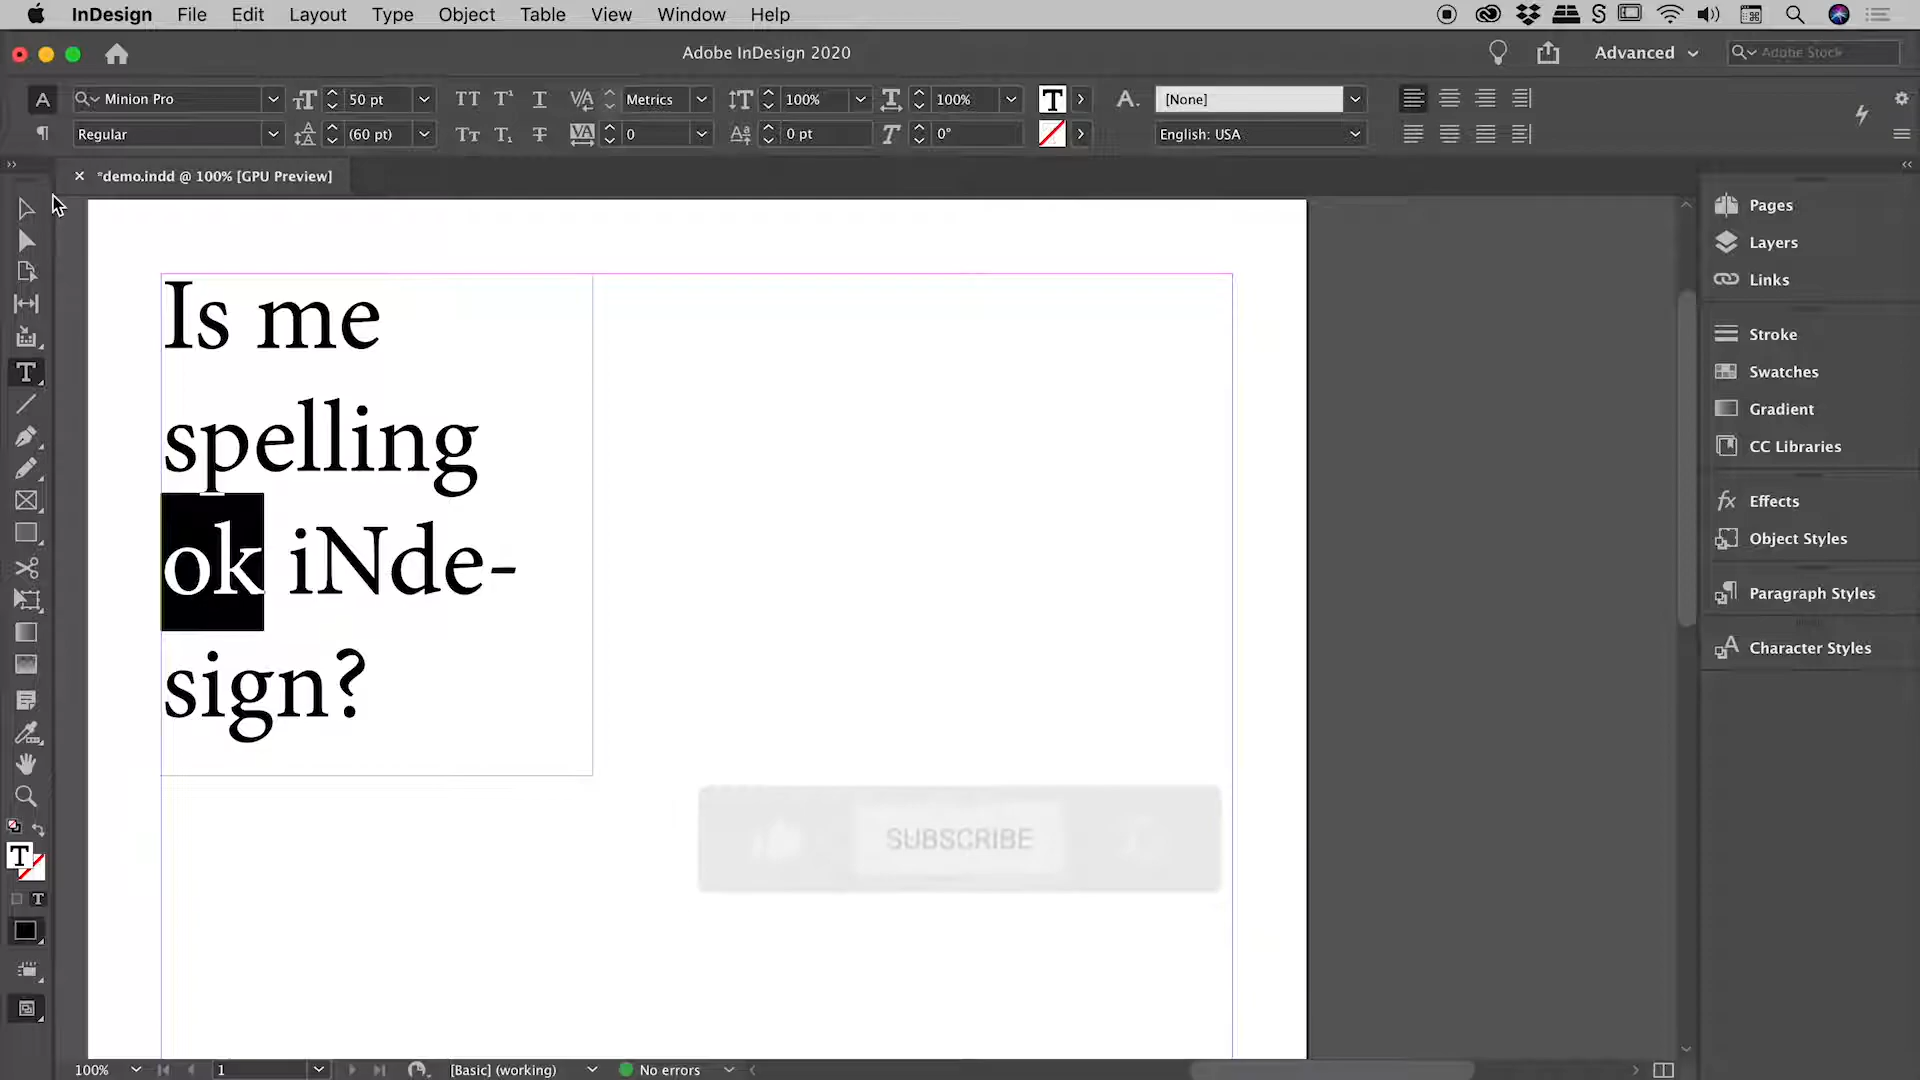 InDesign File Edit Layout Type Object Table View Window Help
Adobe InDesign 2020
Advanced
Adobe Stock
Minion Pro 50 pt Metrics 100% 100% [None]
Regular (60 pt) 0 0 pt 0° English: USA
*demo.indd @ 100% [GPU Preview]
Is me
spelling
ok iNde-
sign?
SUBSCRIBE
Pages
Layers
Links
Stroke
Swatches
Gradient
CC Libraries
Effects
Object Styles
Paragraph Styles
Character Styles
100% 1 [Basic] (working) No errors